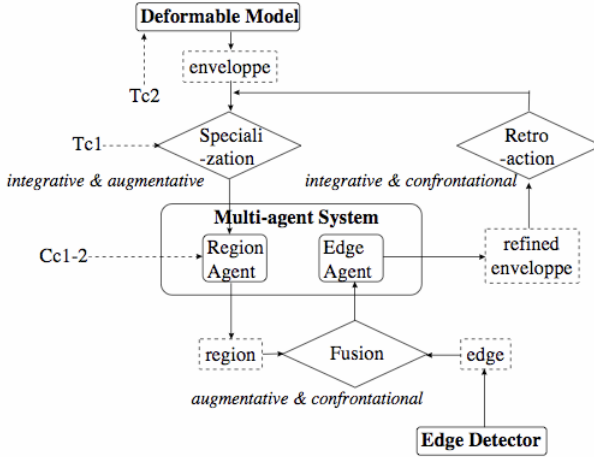 Deformable Model
enveloppe
Tc2
Tc1
Speciali
-zation
Retro
-action
integrative & augmentative
integrative & confrontational
Multi-agent System
Cc1-2
Region
Agent
Edge
Agent
refined
enveloppe
region
Fusion
edge
augmentative & confrontational
Edge Detector